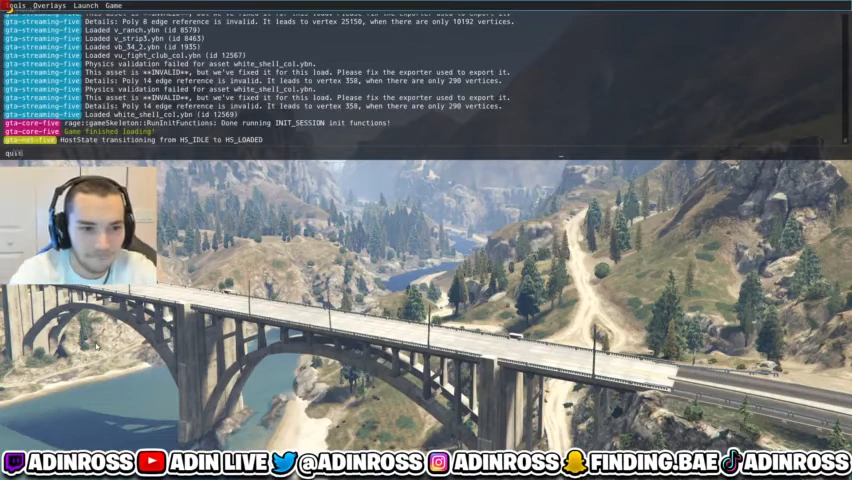 Tools Overlays Launch Game
gta-streaming-five Details: Poly 8 edge reference is invalid. It leads to vertex 25150, when there are only 10192 vertices.
gta-streaming-five Loaded v_ranch.ybn (id 8579)
gta-streaming-five Loaded v_strip3.ybn (id 8463)
gta-streaming-five Loaded vb_34_2.ybn (id 1935)
gta-streaming-five Loaded vu_fight_club_col.ybn (id 12567)
gta-streaming-five Physics validation failed for asset white_shell_col.ybn.
gta-streaming-five This asset is **INVALID**, but we've fixed it for this load. Please fix the exporter used to export it.
gta-streaming-five Details: Poly 14 edge reference is invalid. It leads to vertex 358, when there are only 290 vertices.
gta-streaming-five Physics validation failed for asset white_shell_col.ybn.
gta-streaming-five This asset is **INVALID**, but we've fixed it for this load. Please fix the exporter used to export it.
gta-streaming-five Details: Poly 14 edge reference is invalid. It leads to vertex 358, when there are only 290 vertices.
gta-streaming-five Loaded white_shell_col.ybn (id 12569)
gta-core-five rage::gameSkeleton::RunInitFunctions: Done running INIT_SESSION init functions!
gta-core-five Game finished loading!
gta-net-five HostState transitioning from HS_IDLE to HS_LOADED
quit
ADINROSS ADIN LIVE @ADINROSS ADINROSS FINDING.BAE ADINROSS